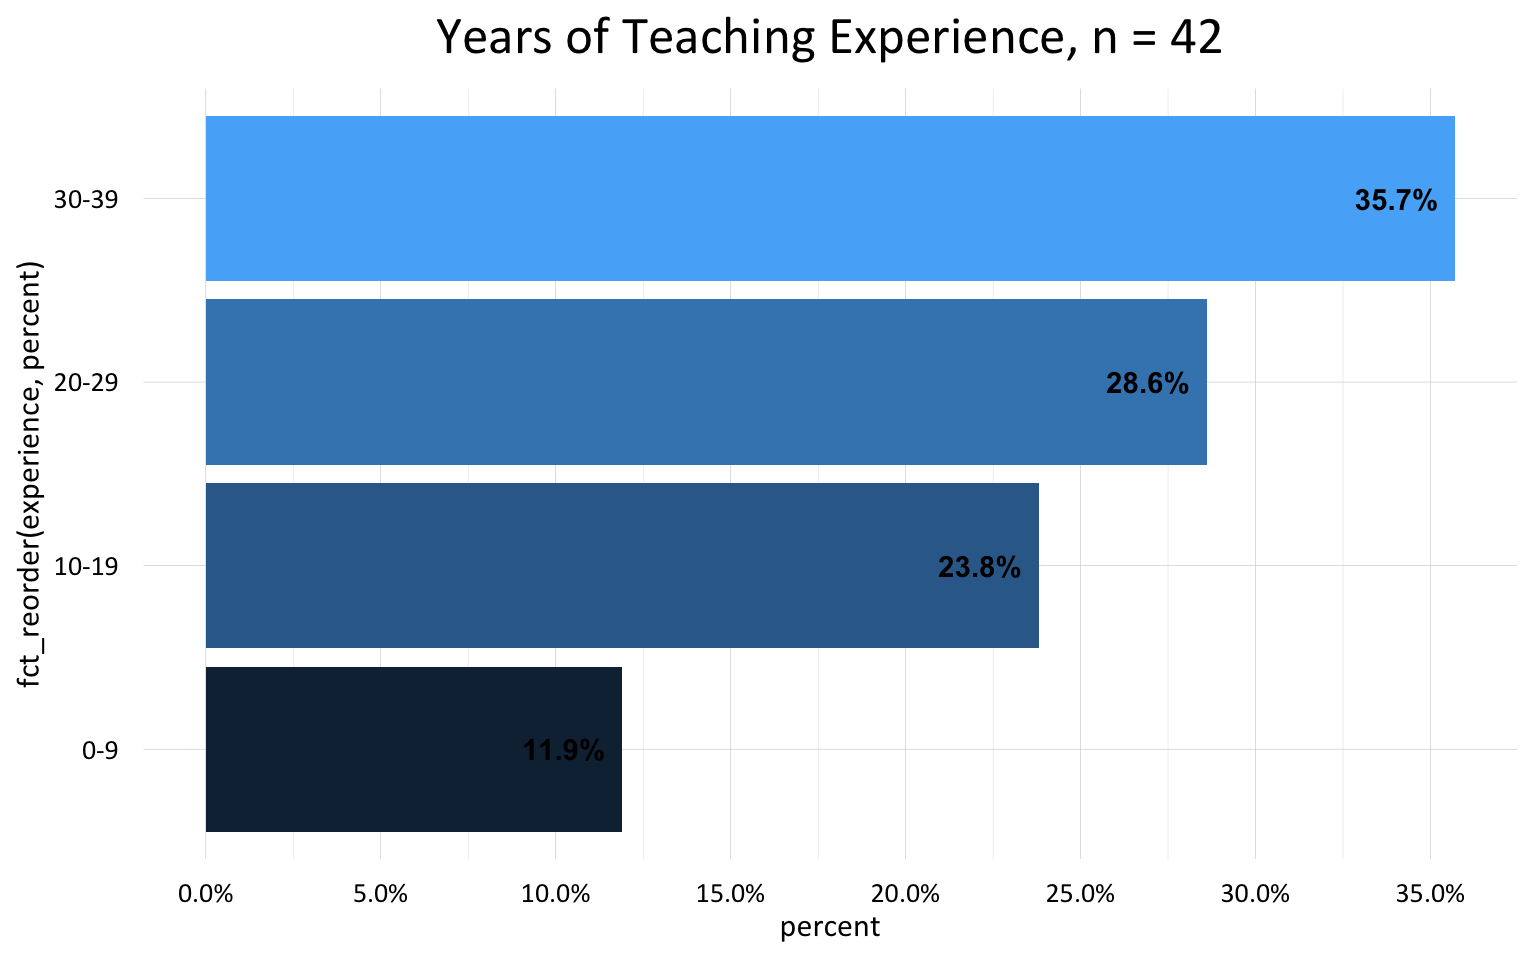 Years of Teaching Experience, n = 42
fct_reorder(experience, percent)
30-39
35.7%
20-29
28.6%
10-19
23.8%
0-9
11.9%
0.0% 5.0% 10.0% 15.0% 20.0% 25.0% 30.0% 35.0%
percent